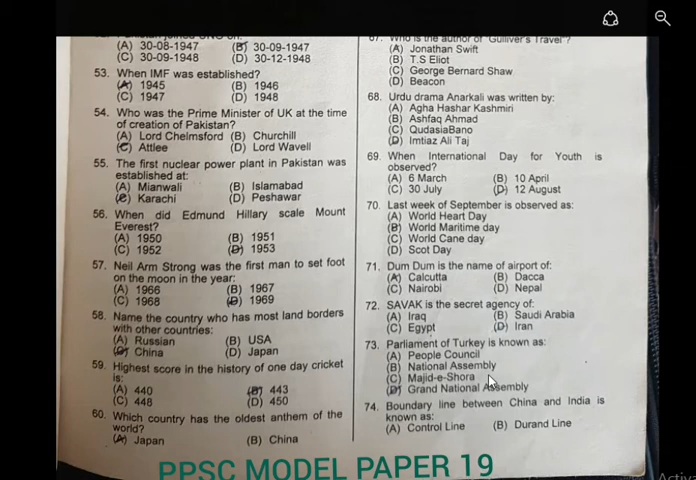 52. Pakistan joined UNO on:
(A) 30-08-1947 (B) 30-09-1947
(C) 30-09-1948 (D) 30-12-1948
53. When IMF was established?
(A) 1945 (B) 1946
(C) 1947 (D) 1948
54. Who was the Prime Minister of UK at the time
of creation of Pakistan?
(A) Lord Chelmsford (B) Churchill
(C) Attlee (D) Lord Wavell
55. The first nuclear power plant in Pakistan was
established at:
(A) Mianwali (B) Islamabad
(C) Karachi (D) Peshawar
56. When did Edmund Hillary scale Mount
Everest?
(A) 1950 (B) 1951
(C) 1952 (D) 1953
57. Neil Arm Strong was the first man to set foot
on the moon in the year:
(A) 1966 (B) 1967
(C) 1968 (D) 1969
58. Name the country who has most land borders
with other countries:
(A) Russian (B) USA
(C) China (D) Japan
59. Highest score in the history of one day cricket
is:
(A) 440 (B) 443
(C) 448 (D) 450
60. Which country has the oldest anthem of the
world?
(A) Japan (B) China
67. Who is the author of "Gulliver's Travel"?
(A) Jonathan Swift
(B) T.S Eliot
(C) George Bernard Shaw
(D) Beacon
68. Urdu drama Anarkali was written by:
(A) Agha Hashar Kashmiri
(B) Ashfaq Ahmad
(C) QudasiaBano
(D) Imtiaz Ali Taj
69. When International Day for Youth is
observed?
(A) 6 March (B) 10 April
(C) 30 July (D) 12 August
70. Last week of September is observed as:
(A) World Heart Day
(B) World Maritime day
(C) World Cane day
(D) Scot Day
71. Dum Dum is the name of airport of:
(A) Calcutta (B) Dacca
(C) Nairobi (D) Nepal
72. SAVAK is the secret agency of:
(A) Iraq (B) Saudi Arabia
(C) Egypt (D) Iran
73. Parliament of Turkey is known as:
(A) People Council
(B) National Assembly
(C) Majid-e-Shora
(D) Grand National Assembly
74. Boundary line between China and India is
known as:
(A) Control Line (B) Durand Line
PPSC MODEL PAPER 19